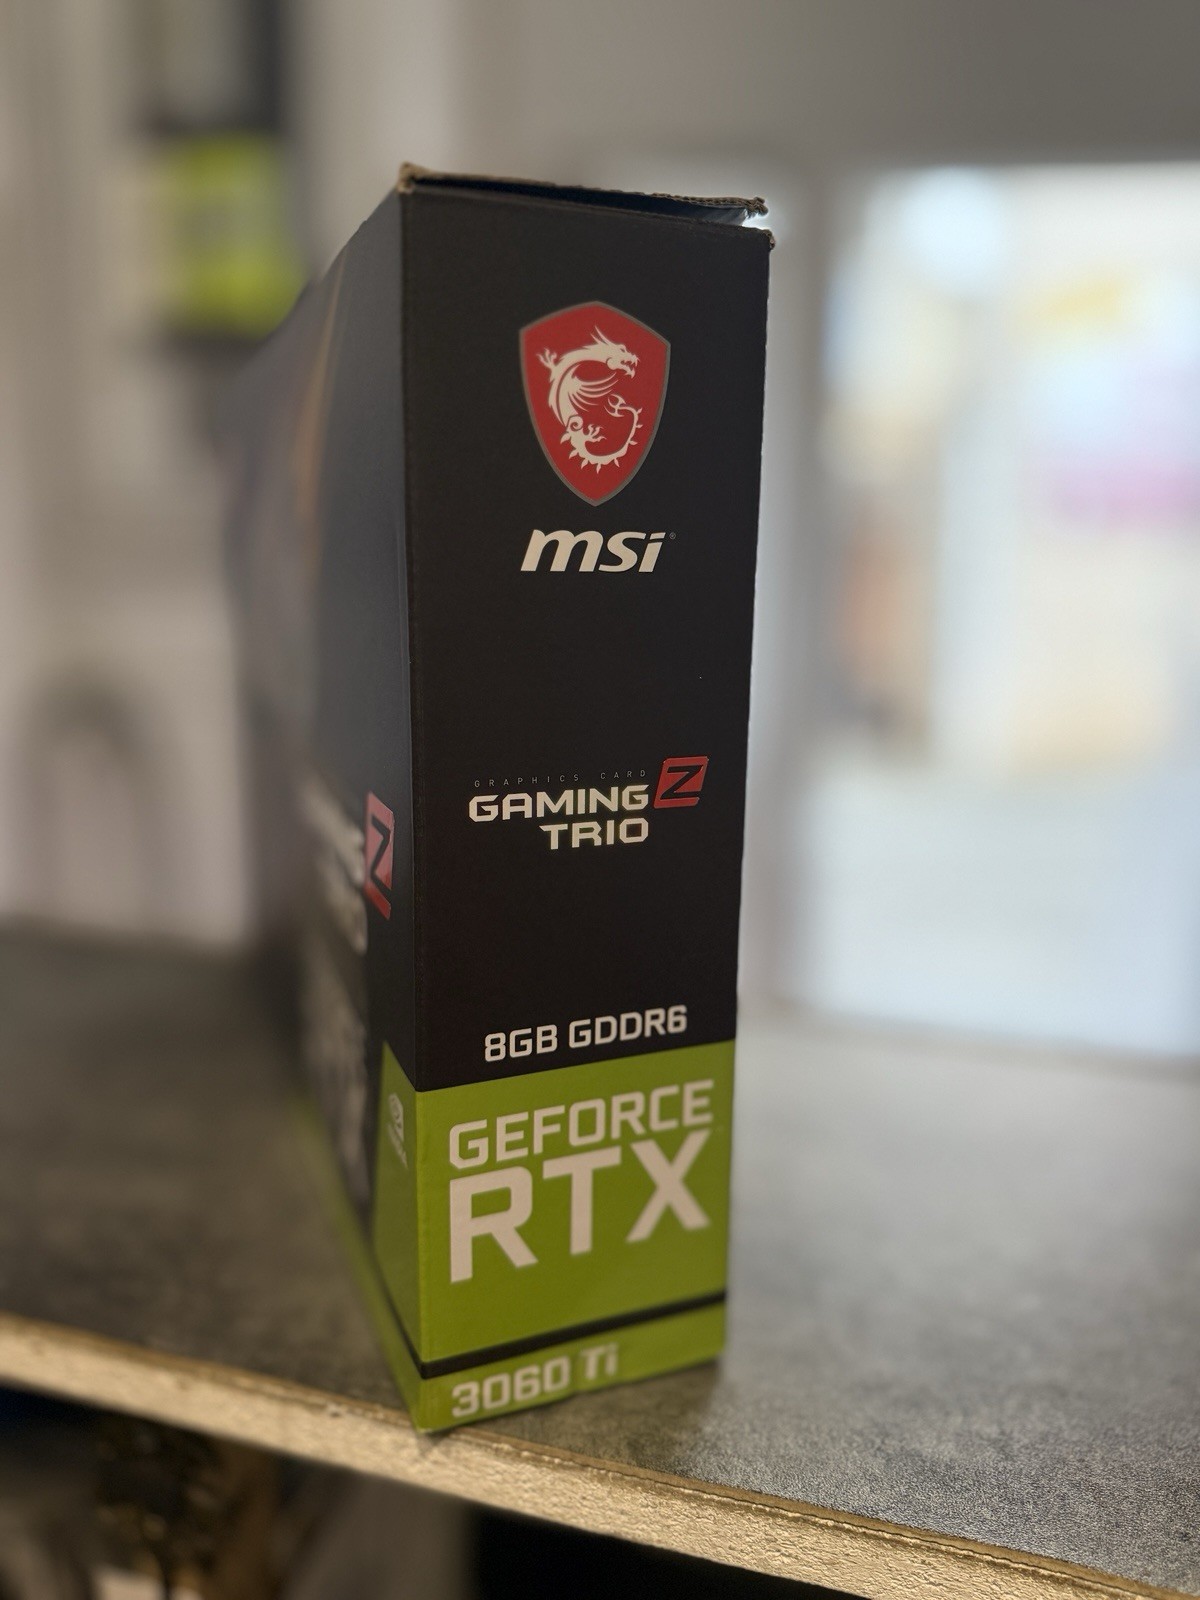 msi
GRAPHICS CARD
GAMING Z
TRIO
8GB GDDR6
GEFORCE
RTX
3060 Ti
Z